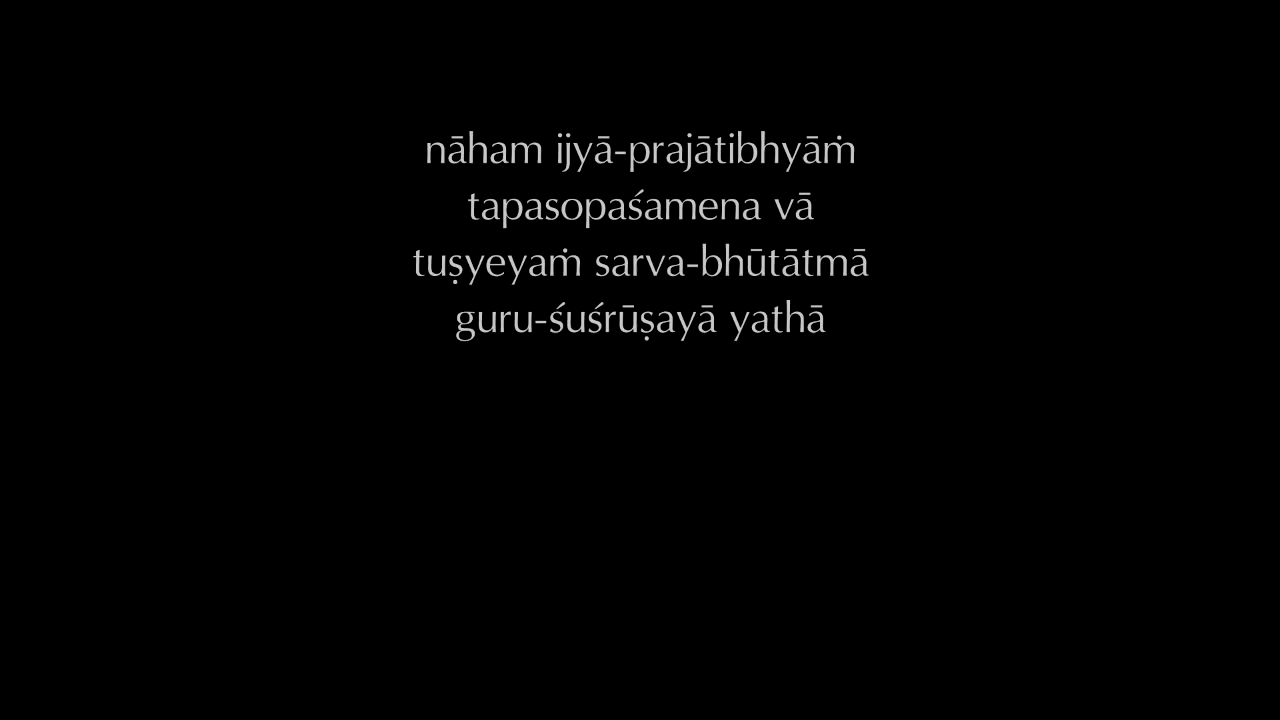 nāham ijyā-prajātibhyāṁ
tapasopaśamena vā
tuṣyeyaṁ sarva-bhūtātmā
guru-śuśrūṣayā yathā